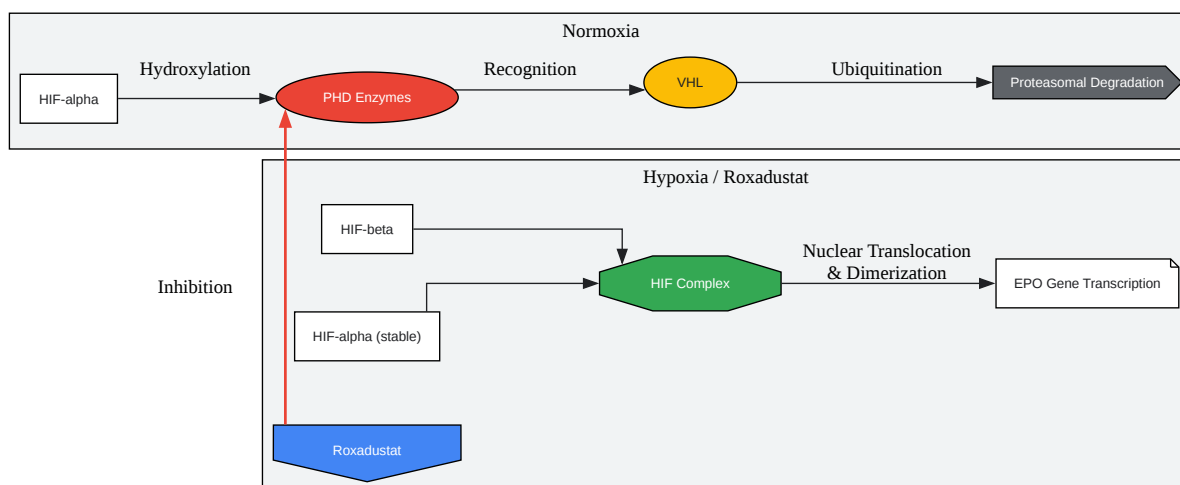 Normoxia
Hydroxylation
Recognition
Ubiquitination
HIF-alpha
PHD Enzymes
VHL
Proteasomal Degradation
Hypoxia / Roxadustat
HIF-beta
Inhibition
HIF-alpha (stable)
HIF Complex
Nuclear Translocation
& Dimerization
EPO Gene Transcription
Roxadustat